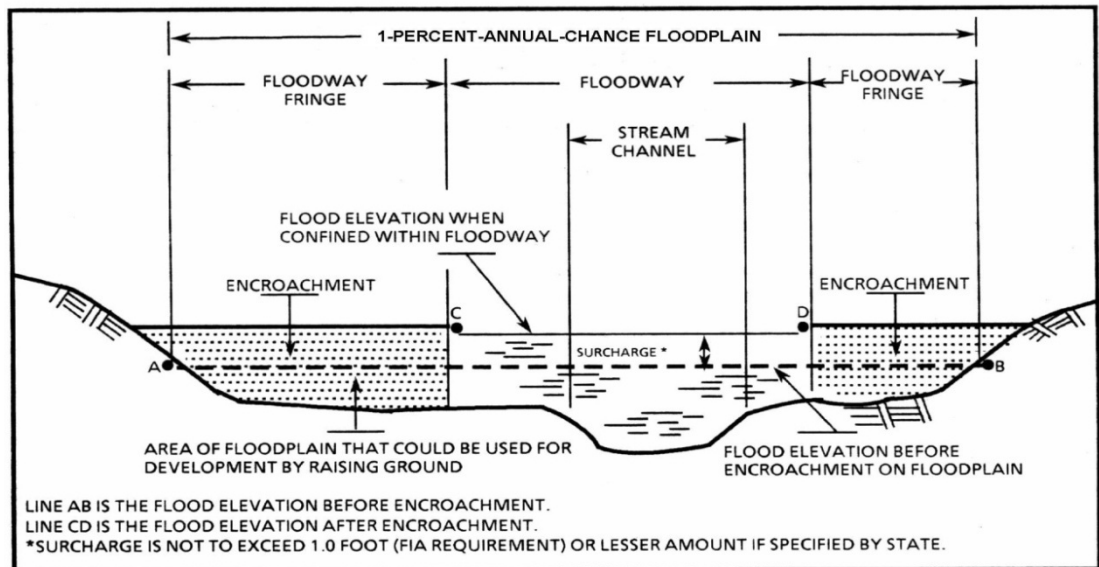 1-PERCENT-ANNUAL-CHANCE FLOODPLAIN
FLOODWAY
FRINGE
FLOODWAY
FLOODWAY
FRINGE
STREAM
CHANNEL
FLOOD ELEVATION WHEN
CONFINED WITHIN FLOODWAY
ENCROACHMENT
ENCROACHMENT
C
D
SURCHARGE *
A
B
AREA OF FLOODPLAIN THAT COULD BE USED FOR
DEVELOPMENT BY RAISING GROUND
FLOOD ELEVATION BEFORE
ENCROACHMENT ON FLOODPLAIN
LINE AB IS THE FLOOD ELEVATION BEFORE ENCROACHMENT.
LINE CD IS THE FLOOD ELEVATION AFTER ENCROACHMENT.
*SURCHARGE IS NOT TO EXCEED 1.0 FOOT (FIA REQUIREMENT) OR LESSER AMOUNT IF SPECIFIED BY STATE.